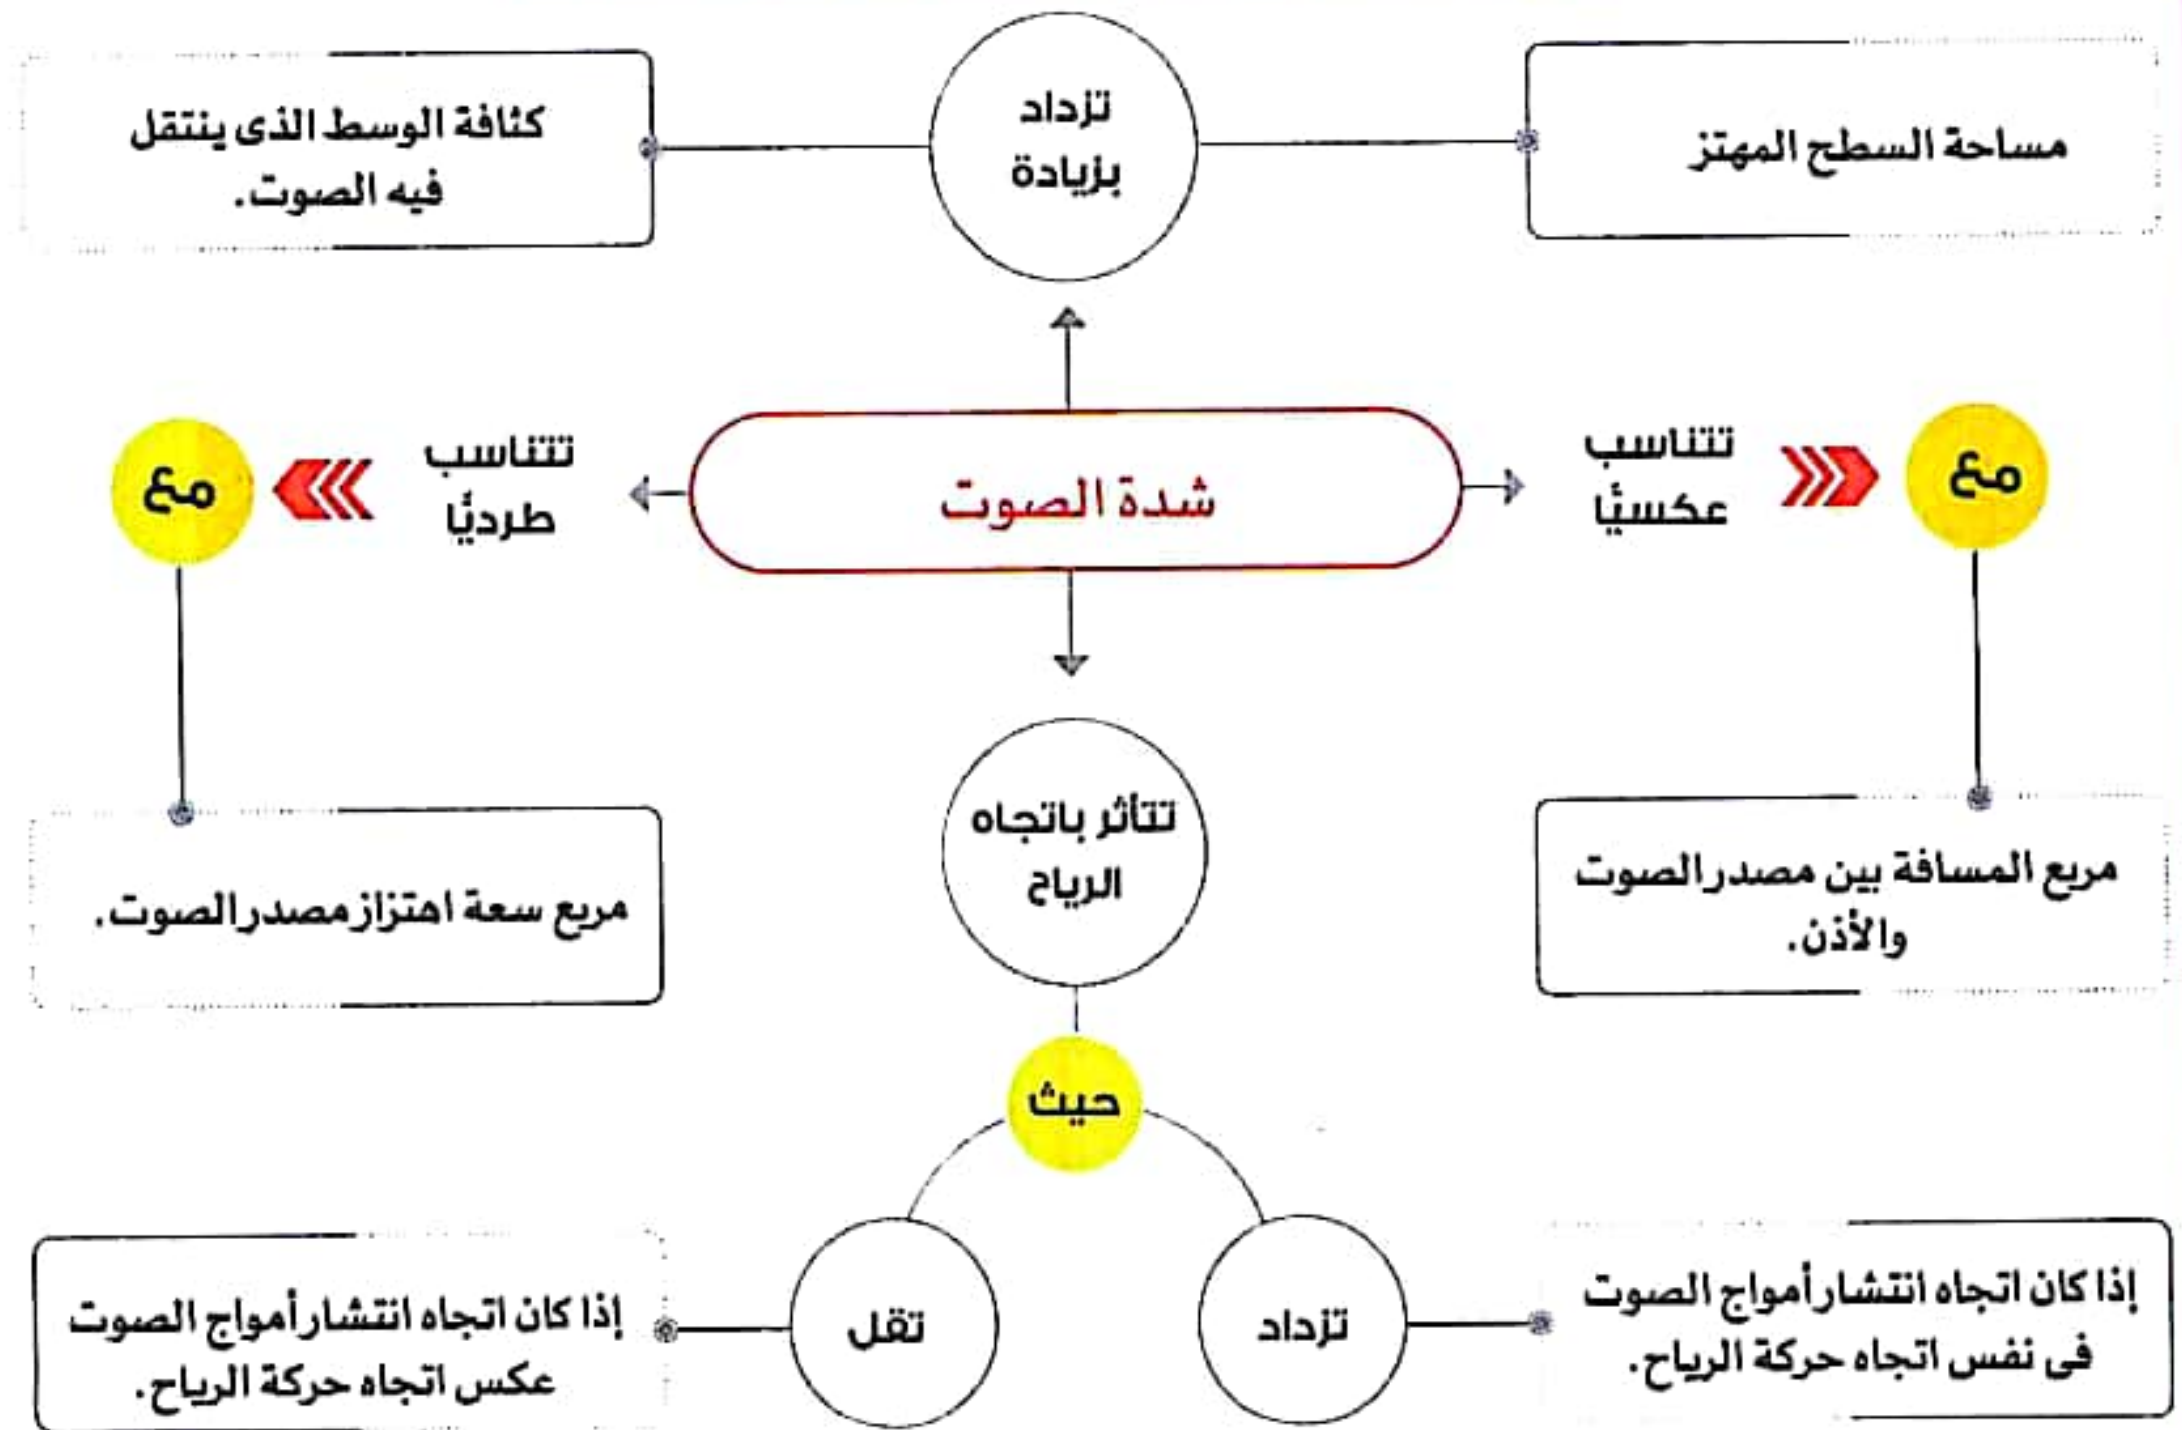 تزداد
بزيادة
مساحة السطح المهتز
كثافة الوسط الذى ينتقل
فيه الصوت.
شدة الصوت
تتناسب
عكسيًا
مع
مربع المسافة بين مصدر الصوت
والأذن.
تتناسب
طرديًا
مع
مربع سعة اهتزاز مصدر الصوت.
تتأثر باتجاه
الرياح
حيث
تزداد
إذا كان اتجاه انتشار أمواج الصوت
فى نفس اتجاه حركة الرياح.
تقل
إذا كان اتجاه انتشار أمواج الصوت
عكس اتجاه حركة الرياح.